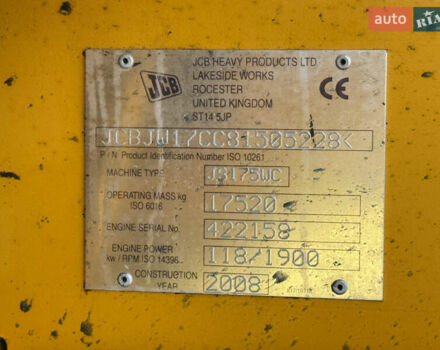 auto RIA
JCB
JCB HEAVY PRODUCTS LTD
LAKESIDE WORKS
ROCESTER
UNITED KINGDOM
ST14 5JP
CE
JCBJW17CC81505228<
P I N Product Identification Number ISO 10261
MACHINE TYPE JS175WC
OPERATING MASS kg
ISO 6016
17520
ENGINE SERIAL No. 422158
ENGINE POWER
kw / RPM ISO 14396
118/1900
CONSTRUCTION
YEAR
2008